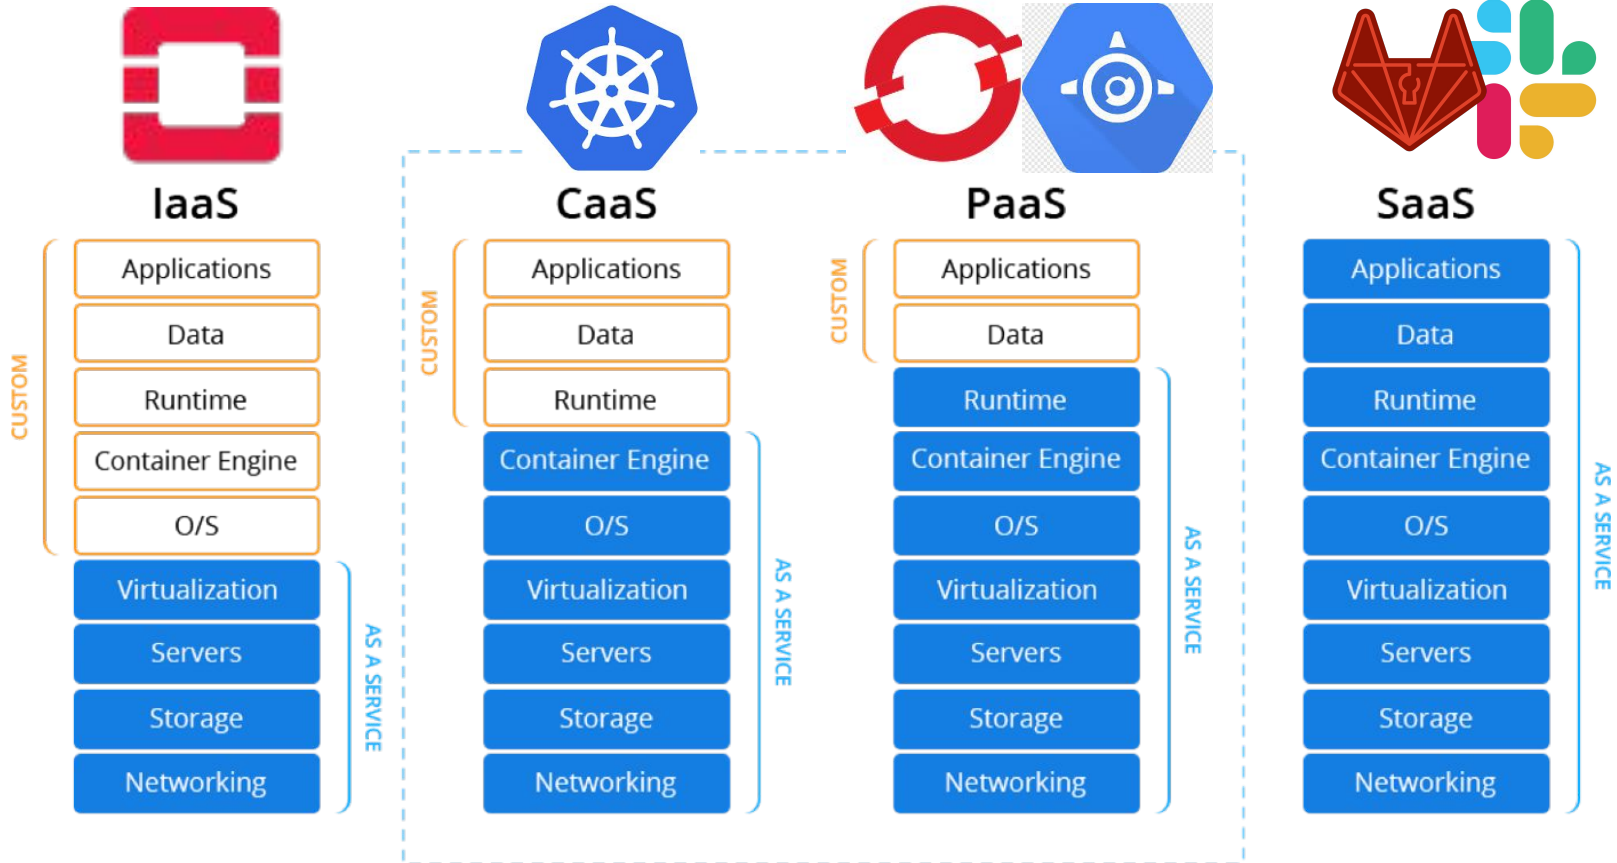 IaaS
CUSTOM
Applications
Data
Runtime
Container Engine
O/S
Virtualization
Servers
Storage
Networking
AS A SERVICE
CaaS
CUSTOM
Applications
Data
Runtime
Container Engine
O/S
Virtualization
Servers
Storage
Networking
AS A SERVICE
PaaS
CUSTOM
Applications
Data
Runtime
Container Engine
O/S
Virtualization
Servers
Storage
Networking
AS A SERVICE
SaaS
Applications
Data
Runtime
Container Engine
O/S
Virtualization
Servers
Storage
Networking
AS A SERVICE